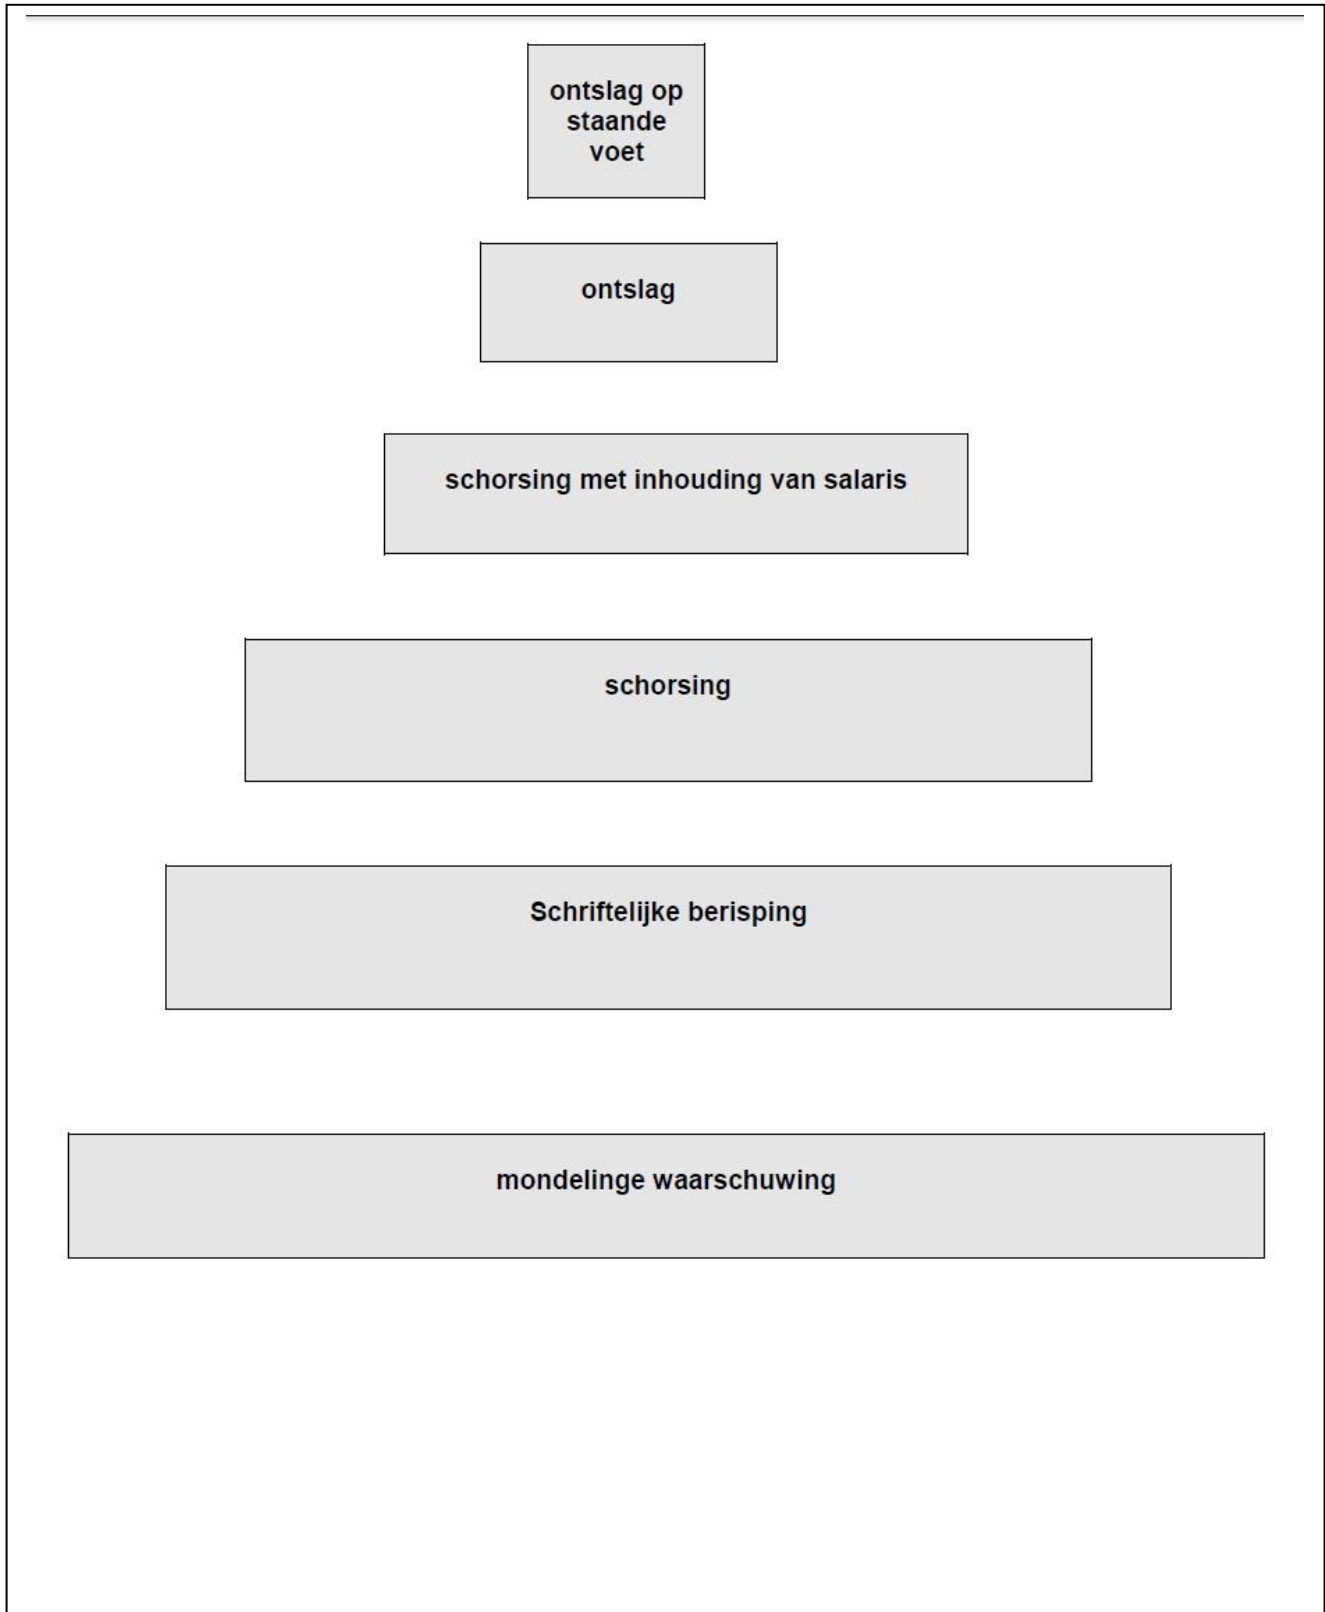 ontslag op
staande
voet
ontslag
schorsing met inhouding van salaris
schorsing
Schriftelijke berisping
mondelinge waarschuwing